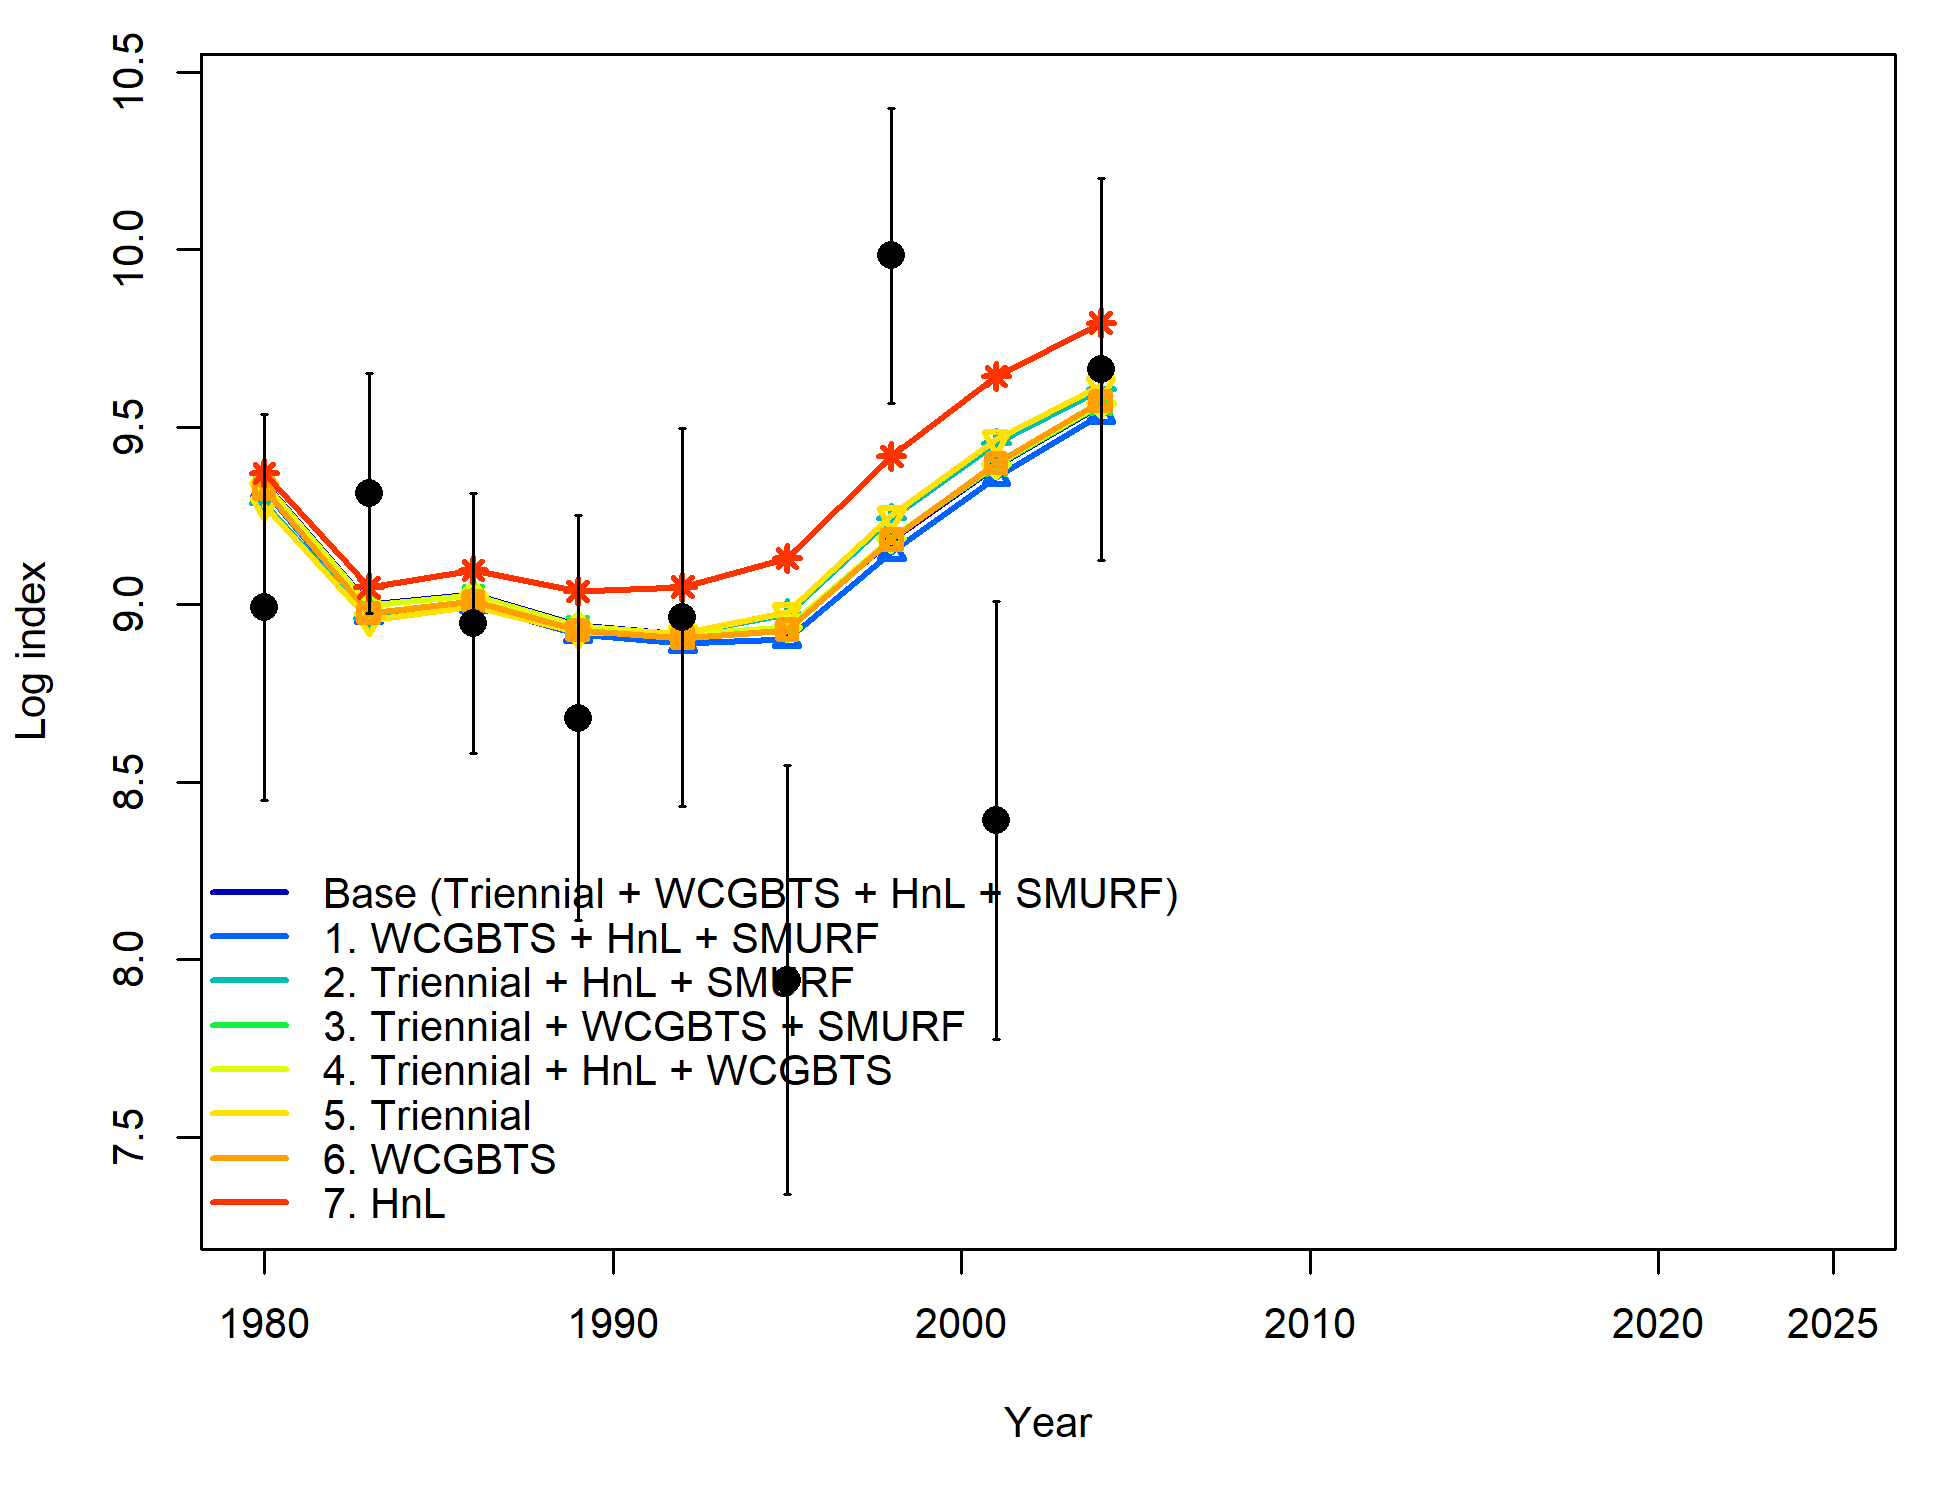 10.5
10.0
9.5
9.0
8.5
8.0
7.5
Log index
Base (Triennial + WCGBTS + HnL + SMURF)
1. WCGBTS + HnL + SMURF
2. Triennial + HnL + SMURF
3. Triennial + WCGBTS + SMURF
4. Triennial + HnL + WCGBTS
5. Triennial
6. WCGBTS
7. HnL
1980 1990 2000 2010 2020 2025
Year